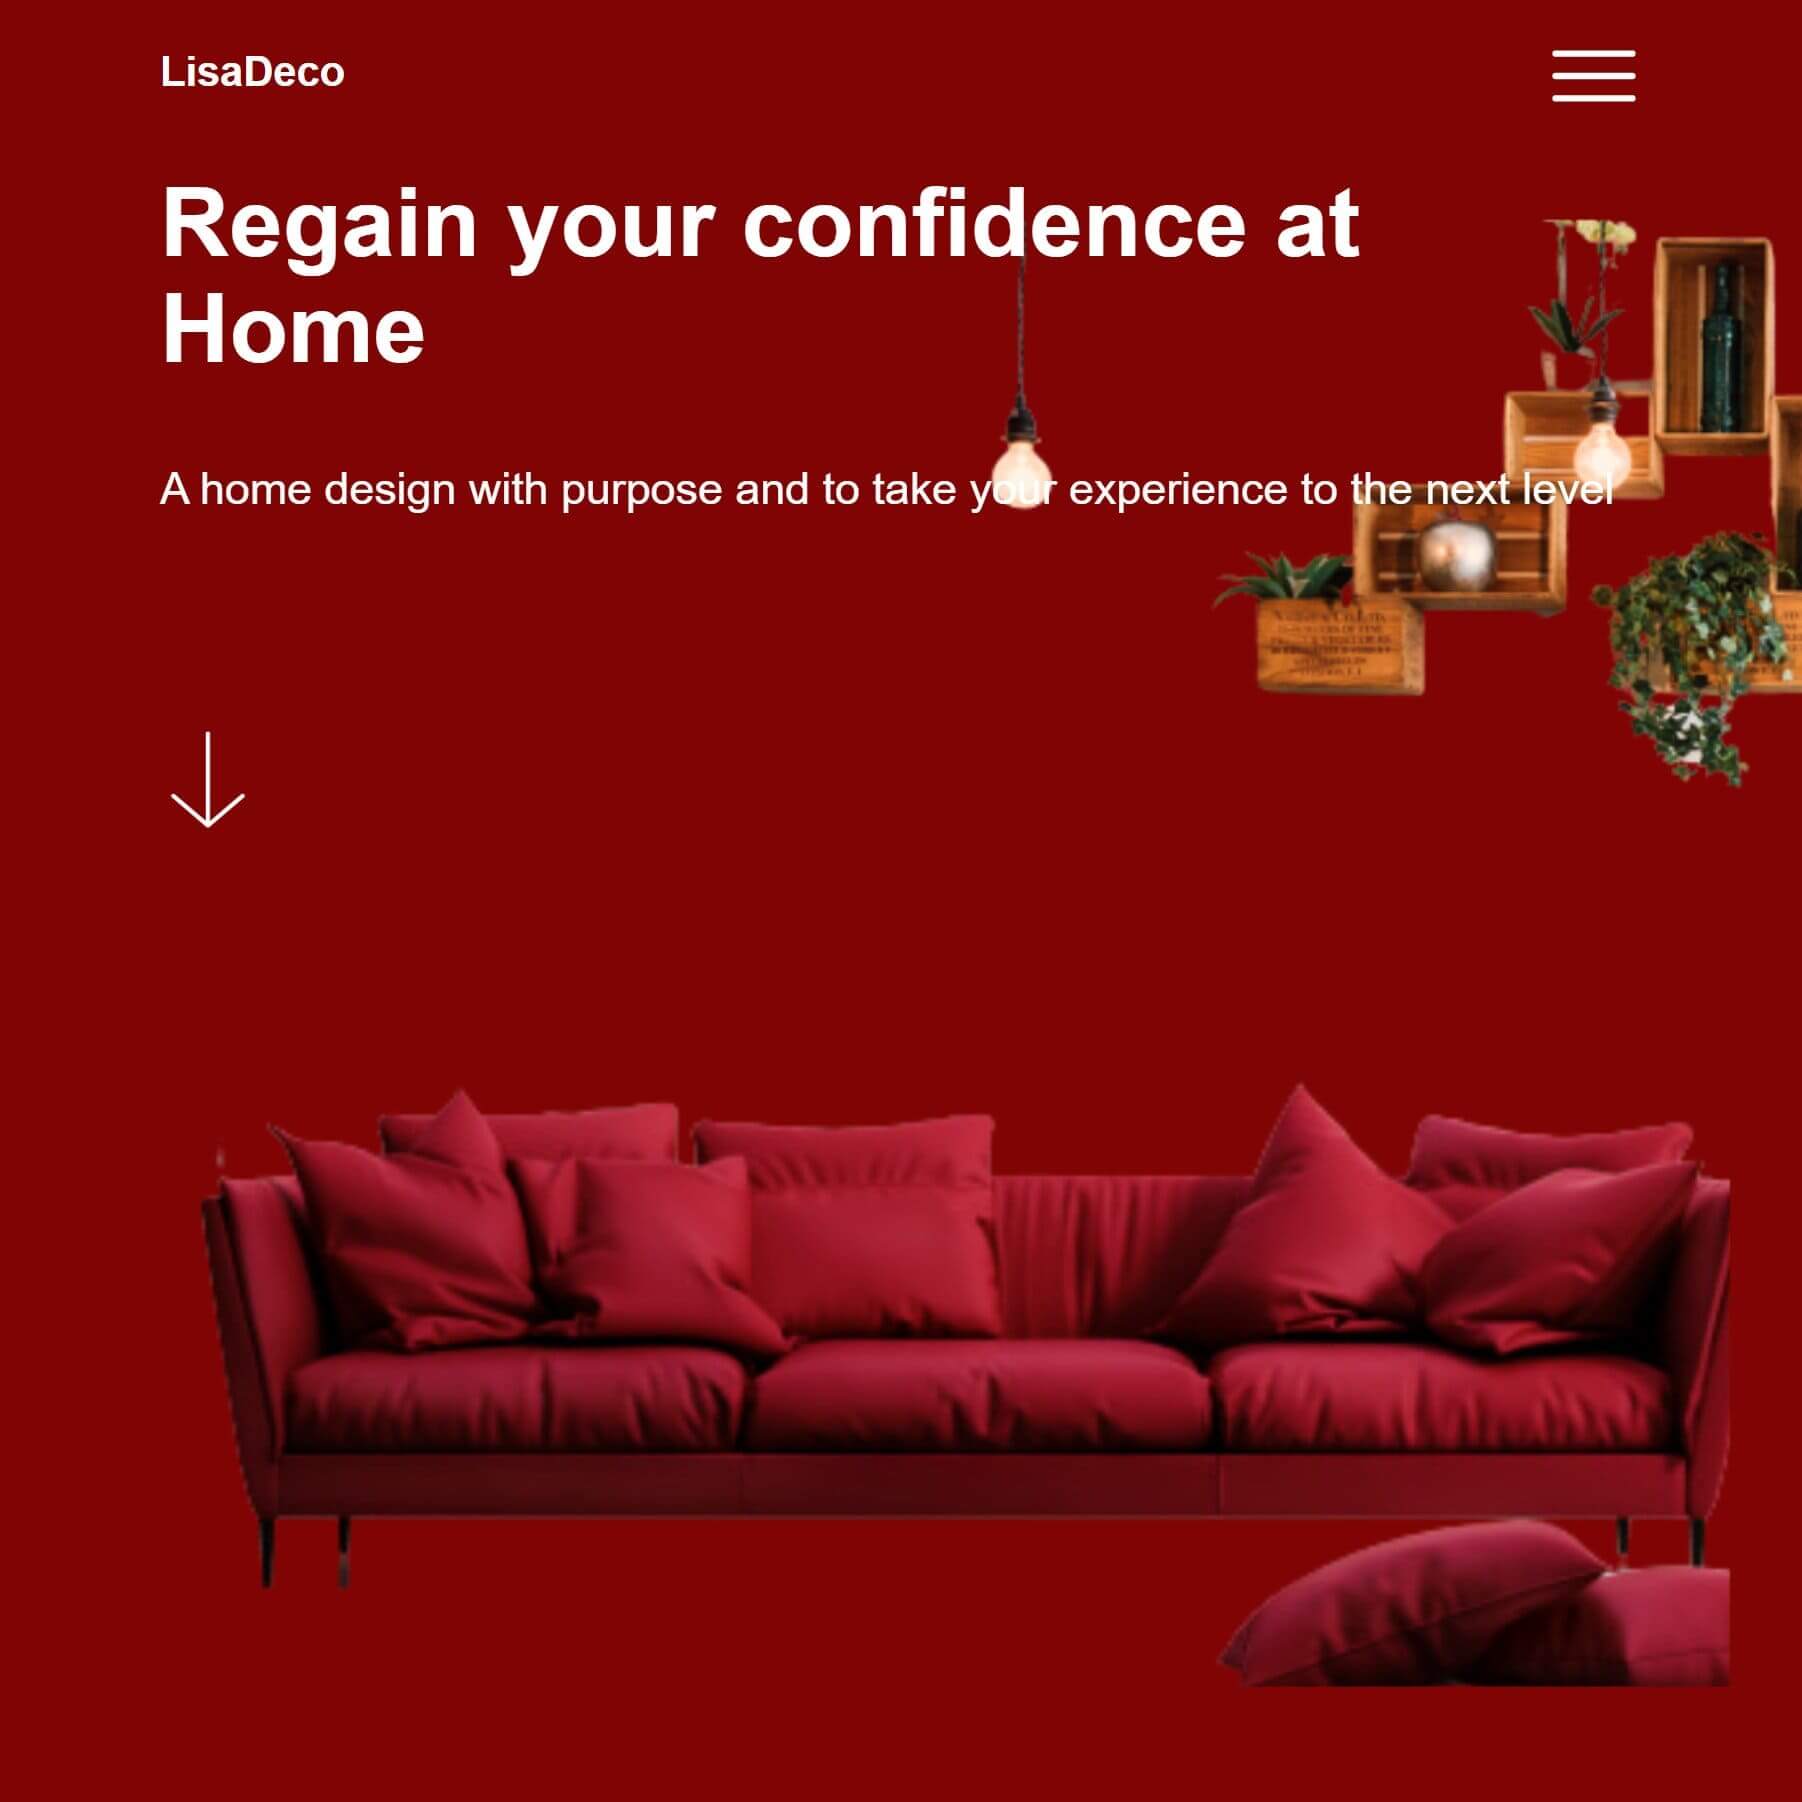 LisaDeco
Regain your confidence at
Home
A home design with purpose and to take your experience to the next level